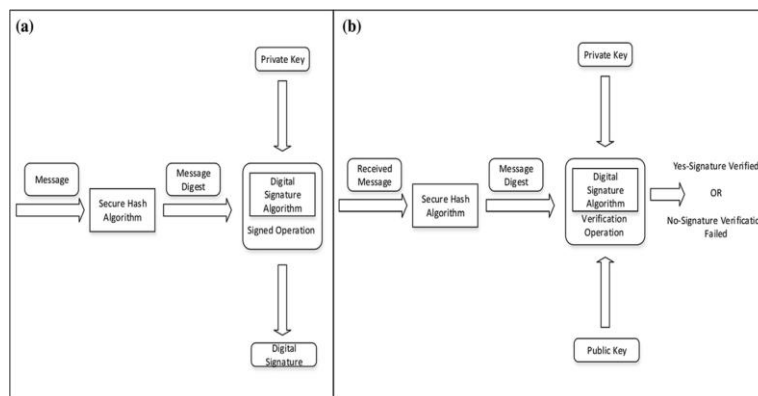 (a)
Private Key
Message
Message
Digest
Secure Hash
Algorithm
Digital
Signature
Algorithm
Signed Operation
Digital
Signature
(b)
Private Key
Received
Message
Message
Digest
Secure Hash
Algorithm
Digital
Signature
Algorithm
Verification
Operation
Yes-Signature Verified
OR
No-Signature Verificatio
Failed
Public Key